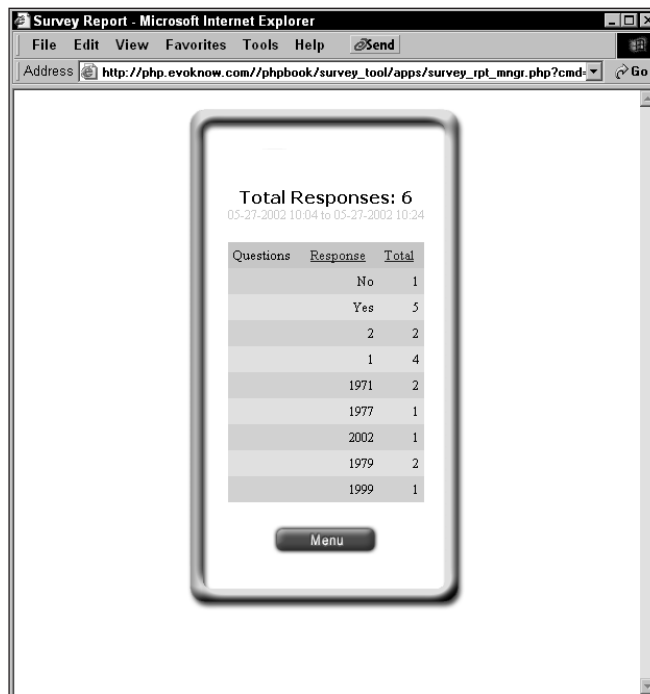 Survey Report - Microsoft Internet Explorer
File Edit View Favorites Tools Help Send
Address http://php.evoknow.com//phpbook/survey_tool/apps/survey_rpt_mngr.php?cmd= Go
Total Responses: 6
05-27-2002 10:04 to 05-27-2002 10:24
Questions Response Total
No 1
Yes 5
2 2
1 4
1971 2
1977 1
2002 1
1979 2
1999 1
Menu